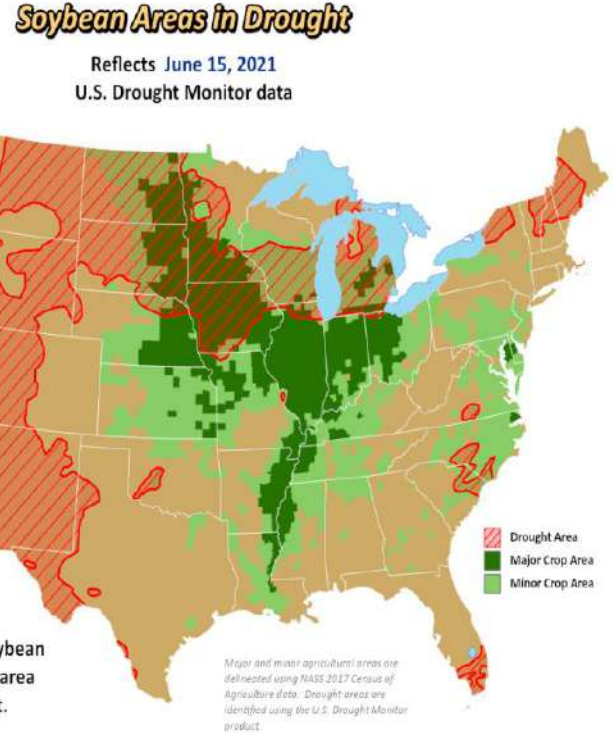 Soybean Areas in Drought
Reflects June 15, 2021
U.S. Drought Monitor data
Drought Area
Major Crop Area
Minor Crop Area
ybean
area
t.
Major and minor agricultural areas are
delineated using NASS 2017 Census of
Agriculture data. Drought areas are
identified using the U.S. Drought Monitor
product.